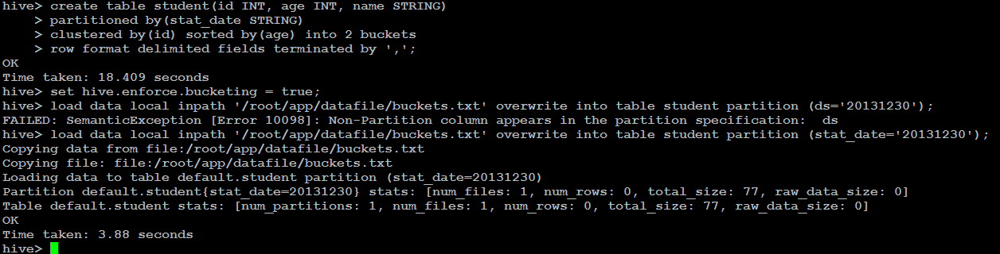 hive> create table student(id INT, age INT, name STRING)
    > partitioned by(stat_date STRING)
    > clustered by(id) sorted by(age) into 2 buckets
    > row format delimited fields terminated by ',';
OK
Time taken: 18.409 seconds
hive> set hive.enforce.bucketing = true;
hive> load data local inpath '/root/app/datafile/buckets.txt' overwrite into table student partition (ds='20131230');
FAILED: SemanticException [Error 10098]: Non-Partition column appears in the partition specification:  ds
hive> load data local inpath '/root/app/datafile/buckets.txt' overwrite into table student partition (stat_date='20131230');
Copying data from file:/root/app/datafile/buckets.txt
Copying file: file:/root/app/datafile/buckets.txt
Loading data to table default.student partition (stat_date=20131230)
Partition default.student{stat_date=20131230} stats: [num_files: 1, num_rows: 0, total_size: 77, raw_data_size: 0]
Table default.student stats: [num_partitions: 1, num_files: 1, num_rows: 0, total_size: 77, raw_data_size: 0]
OK
Time taken: 3.88 seconds
hive>